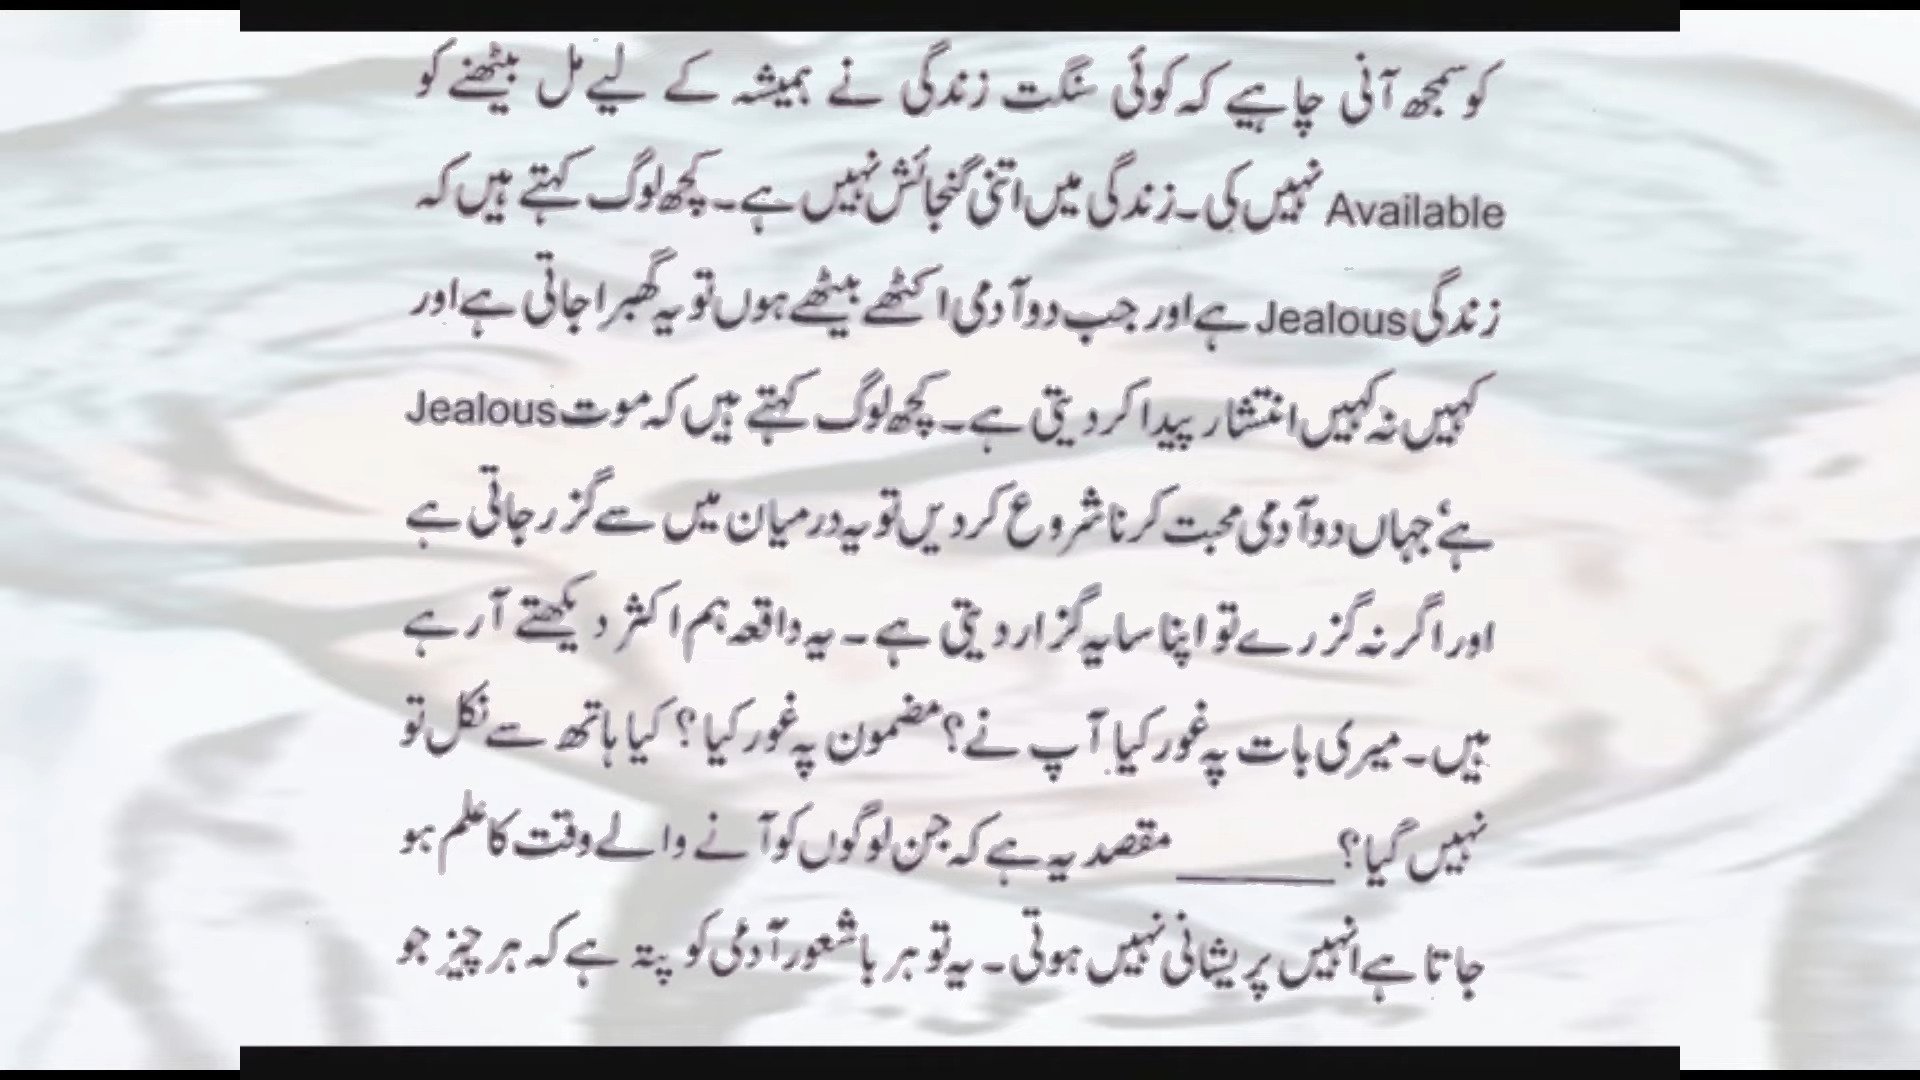 کو سمجھ آنی چاہیے کہ کوئی سنگت زندگی نے ہمیشہ کے لیے مل بیٹھنے کو
Available نہیں کی۔ زندگی میں اتنی گنجائش نہیں ہے۔ کچھ لوگ کہتے ہیں کہ
زندگی Jealous ہے اور جب دو آدمی اکٹھے بیٹھے ہوں تو یہ گھبرا جاتی ہے اور
کہیں نہ کہیں انتشار پیدا کر دیتی ہے۔ کچھ لوگ کہتے ہیں کہ موت Jealous
ہے‘ جہاں دو آدمی محبت کرنا شروع کر دیں تو یہ درمیان میں سے گزر جاتی ہے
اور اگر نہ گزرے تو اپنا سایہ گزار دیتی ہے۔ یہ واقعہ ہم اکثر دیکھتے آ رہے
ہیں۔ میری بات پہ غور کیا آپ نے؟ مضمون پہ غور کیا؟ کیا ہاتھ سے نکل تو
نہیں گیا؟ ______ مقصد یہ ہے کہ جن لوگوں کو آنے والے وقت کا علم ہو
جاتا ہے انہیں پریشانی نہیں ہوتی۔ یہ تو ہر باشعور آدمی کو پتہ ہے کہ ہر چیز جو